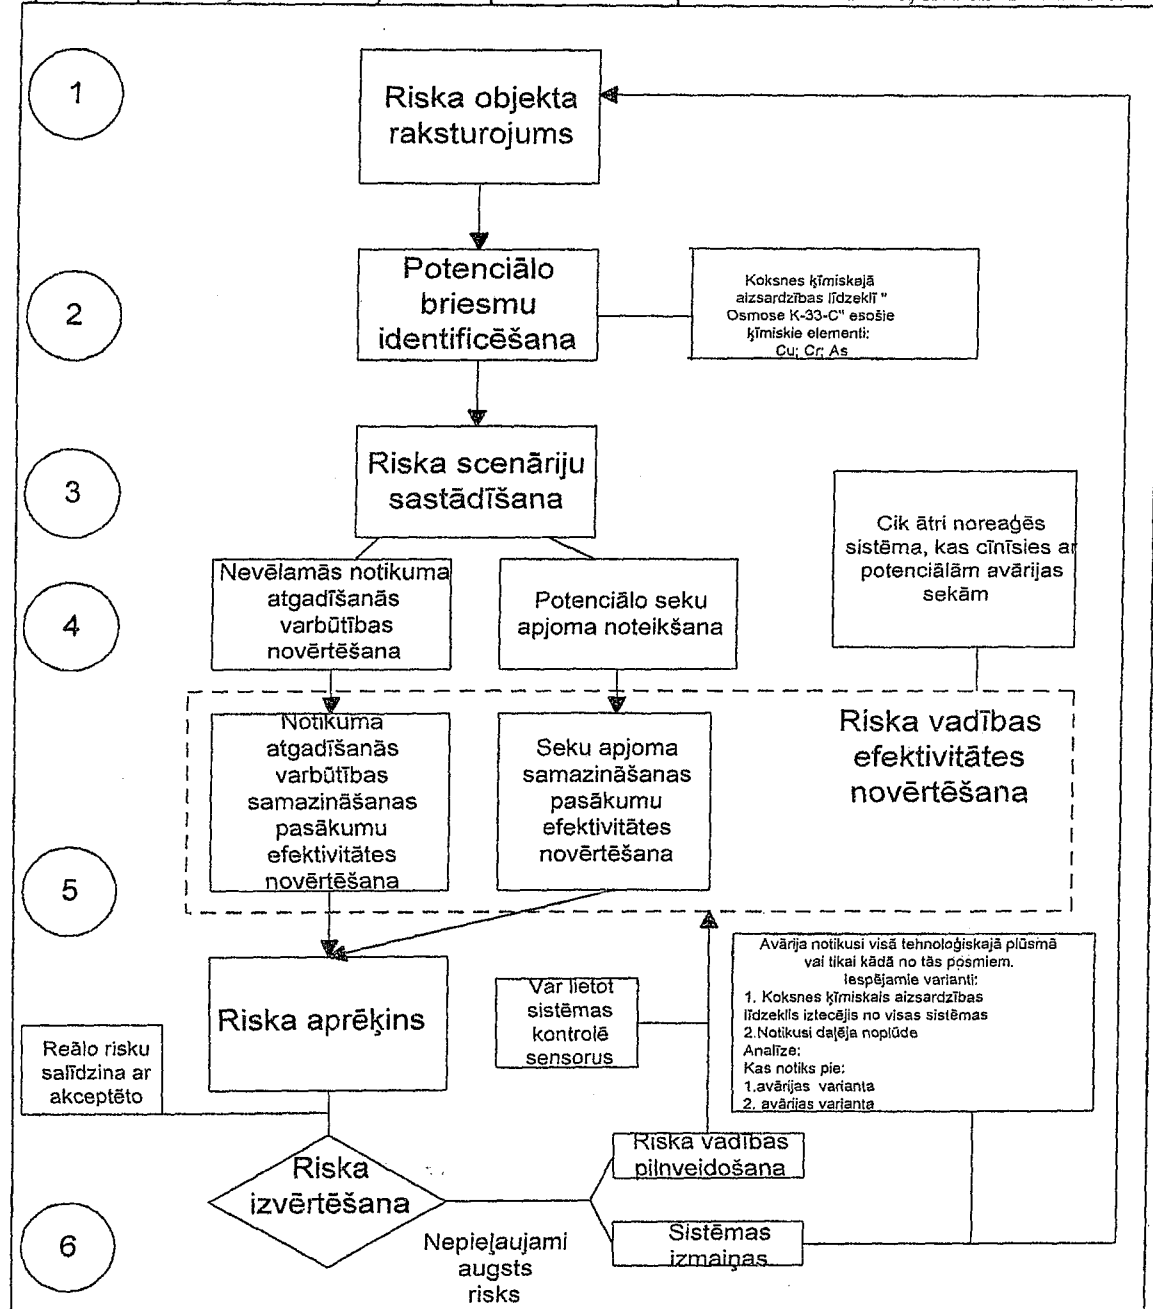 1
Riska objekta
raksturojums
2
Potenciālo
briesmu
identificēšana
Koksnes ķīmiskajā
aizsardzības līdzeklī "
Osmose K-33-C" esošie
ķīmiskie elementi:
Cu; Cr; As
3
Riska scenāriju
sastādīšana
Cik ātri noreaģēs
sistēma, kas cīnīsies ar
potenciālām avārijas
sekām
4
Nevēlamās notikuma
atgadīšanās
varbūtības
novērtēšana
Potenciālo seku
apjoma noteikšana
Notikuma
atgadīšanās
varbūtības
samazināšanas
pasākumu
efektivitātes
novērtēšana
Seku apjoma
samazināšanas
pasākumu
efektivitātes
novērtēšana
Riska vadības
efektivitātes
novērtēšana
5
Riska aprēķins
Var lietot
sistēmas
kontrolē
sensorus
Avārija notikusi visā tehnoloģiskajā plūsmā
vai tikai kādā no tās posmiem.
Iespējamie varianti:
1. Koksnes ķīmiskais aizsardzības
līdzeklis iztecējis no visas sistēmas
2.Notikusi daļēja noplūde
Analīze:
Kas notiks pie:
1.avārijas varianta
2. avārijas varianta
Reālo risku
salīdzina ar
akceptēto
Riska
izvērtēšana
Riska vadības
pilnveidošana
6
Nepieļaujami
augsts
risks
Sistēmas
izmaiņas